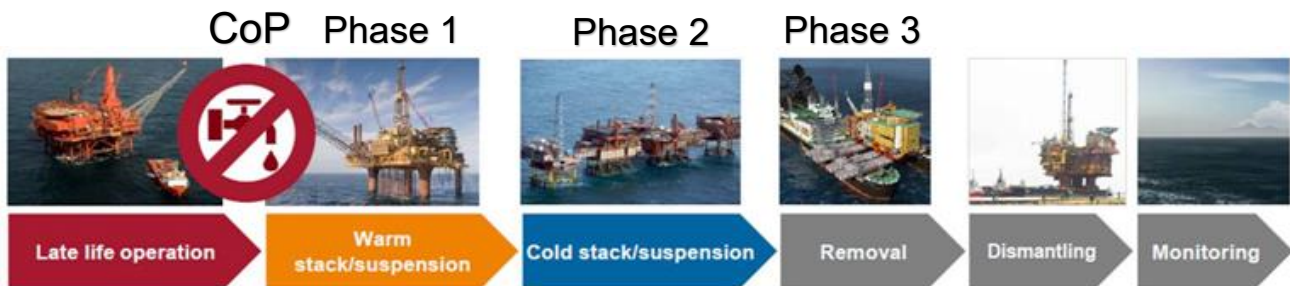 CoP
Phase 1
Phase 2
Phase 3
Late life operation
Warm
stack/suspension
Cold stack/suspension
Removal
Dismantling
Monitoring